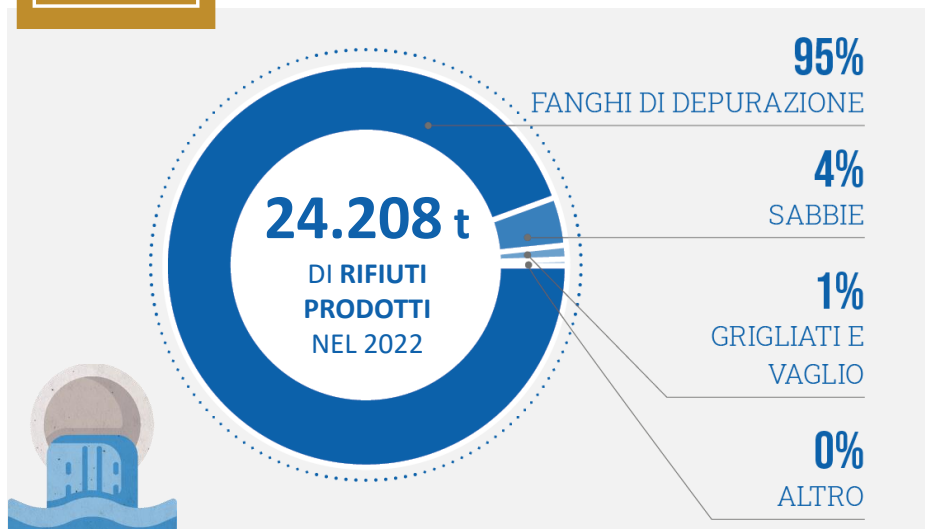 95%
FANGHI DI DEPURAZIONE
4%
SABBIE
24.208 t
DI RIFIUTI
PRODOTTI
NEL 2022
1%
GRIGLIATI E
VAGLIO
0%
ALTRO